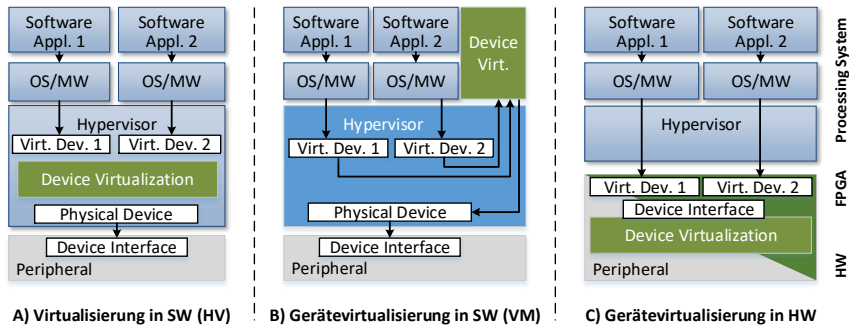 Software
Appl. 1
Software
Appl. 2
OS/MW
OS/MW
Hypervisor
Virt. Dev. 1
Virt. Dev. 2
Device Virtualization
Physical Device
Device Interface
Peripheral
A) Virtualisierung in SW (HV)
Software
Appl. 1
Software
Appl. 2
Device
Virt.
OS/MW
OS/MW
Hypervisor
Virt. Dev. 1
Virt. Dev. 2
Physical Device
Device Interface
Peripheral
B) Gerätevirtualisierung in SW (VM)
Software
Appl. 1
Software
Appl. 2
OS/MW
OS/MW
Hypervisor
Virt. Dev. 1
Virt. Dev. 2
Device Interface
Device Virtualization
Peripheral
C) Gerätevirtualisierung in HW
Processing System
FPGA
HW